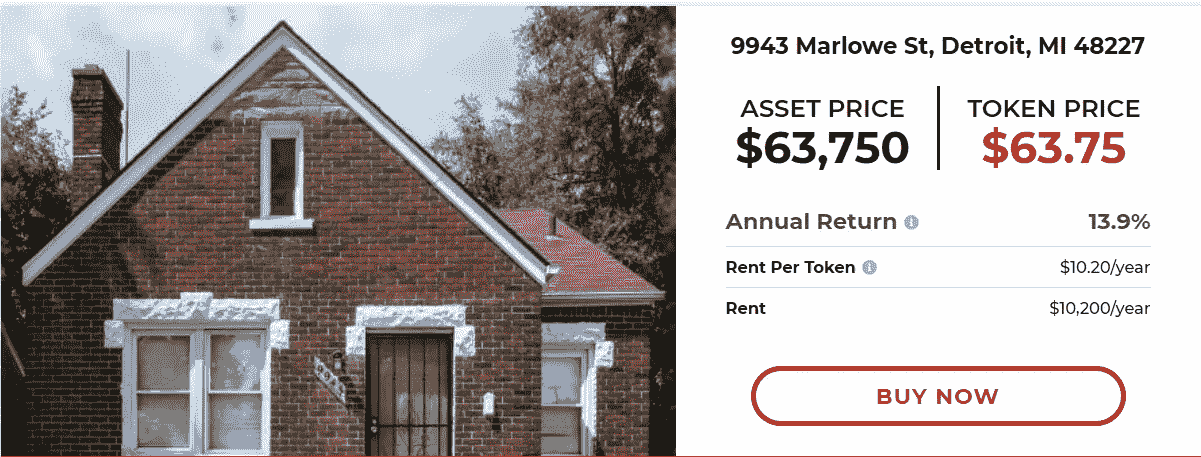 9943 Marlowe St, Detroit, MI 48227
ASSET PRICE
$63,750
TOKEN PRICE
$63.75
Annual Return
13.9%
Rent Per Token
$10.20/year
Rent
$10,200/year
BUY NOW